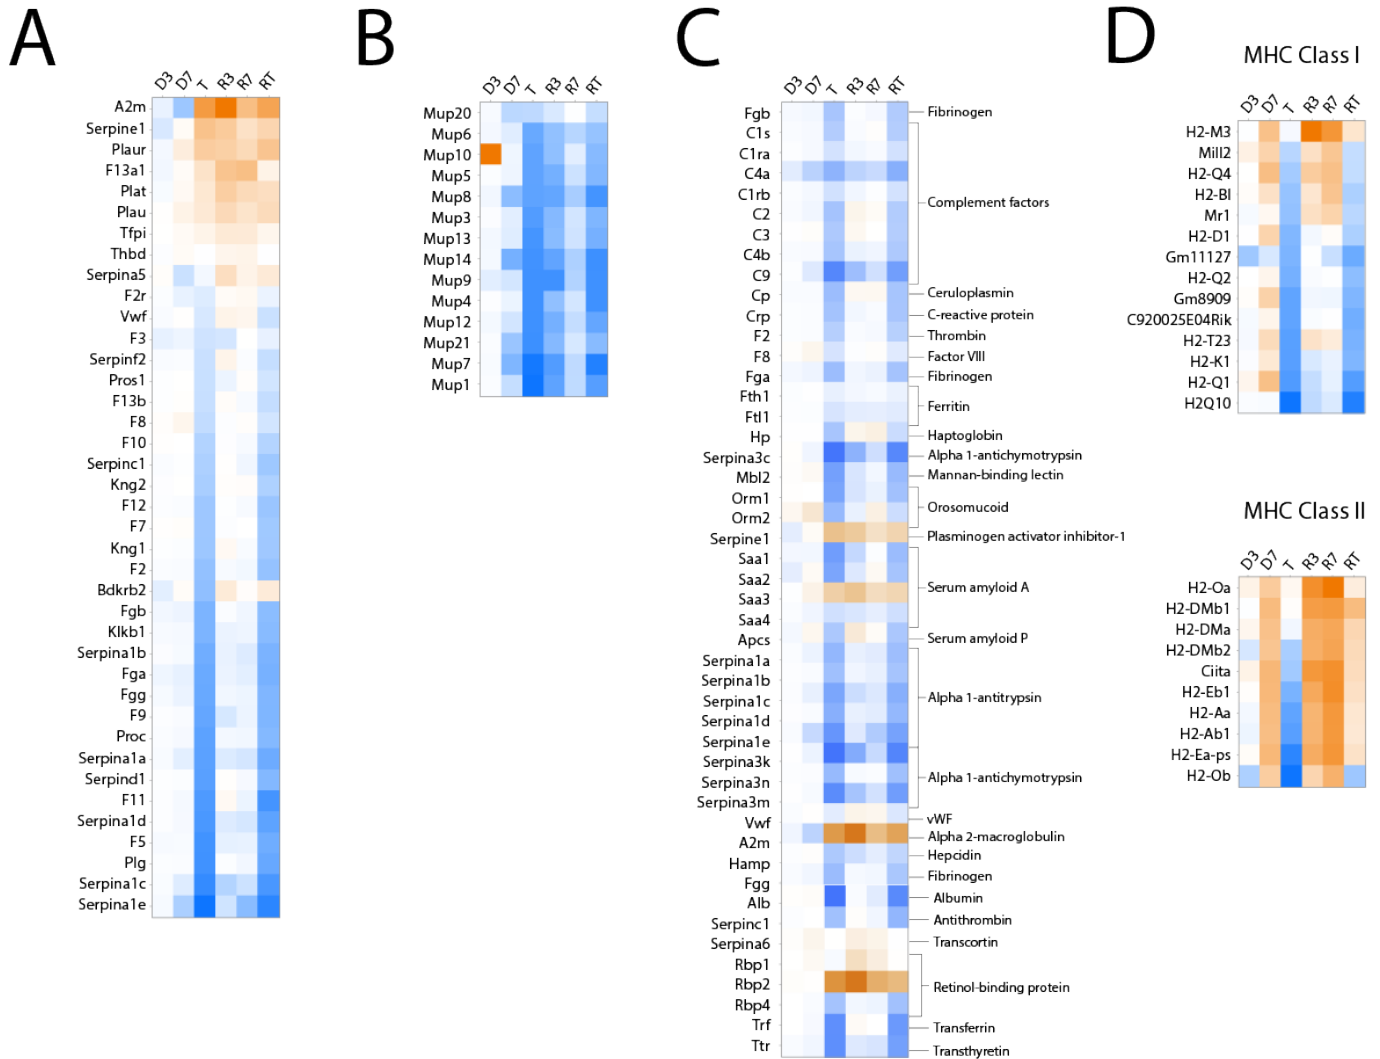 A
D3 D7 T R3 R7 RT
A2m
Serpine1
Plaur
F13a1
Plat
Plau
Tfpi
Thbd
Serpina5
F2r
Vwf
F3
Serpinf2
Pros1
F13b
F8
F10
Serpinc1
Kng2
F12
F7
Kng1
F2
Bdkrb2
Fgb
Klkb1
Serpina1b
Fga
Fgg
F9
Proc
Serpina1a
Serpind1
F11
Serpina1d
F5
Plg
Serpina1c
Serpina1e
B
D3 D7 T R3 R7 RT
Mup20
Mup6
Mup10
Mup5
Mup8
Mup3
Mup13
Mup14
Mup9
Mup4
Mup12
Mup21
Mup7
Mup1
C
D3 D7 T R3 R7 RT
Fgb
C1s
C1ra
C4a
C1rb
C2
C3
C4b
C9
Cp
Crp
F2
F8
Fga
Fth1
Ftl1
Hp
Serpina3c
Mbl2
Orm1
Orm2
Serpine1
Saa1
Saa2
Saa3
Saa4
Apcs
Serpina1a
Serpina1b
Serpina1c
Serpina1d
Serpina1e
Serpina3k
Serpina3n
Serpina3m
Vwf
A2m
Hamp
Fgg
Alb
Serpinc1
Serpina6
Rbp1
Rbp2
Rbp4
Trf
Ttr
Fibrinogen
Complement factors
Ceruloplasmin
C-reactive protein
Thrombin
Factor VIII
Fibrinogen
Ferritin
Haptoglobin
Alpha 1-antichymotrypsin
Mannan-binding lectin
Orosomucoid
Plasminogen activator inhibitor-1
Serum amyloid A
Serum amyloid P
Alpha 1-antitrypsin
Alpha 1-antichymotrypsin
vWF
Alpha 2-macroglobulin
Hepcidin
Fibrinogen
Albumin
Antithrombin
Transcortin
Retinol-binding protein
Transferrin
Transthyretin
D
MHC Class I
D3 D7 T R3 R7 RT
H2-M3
Mill2
H2-Q4
H2-Bl
Mr1
H2-D1
Gm11127
H2-Q2
Gm8909
C920025E04Rik
H2-T23
H2-K1
H2-Q1
H2Q10
MHC Class II
D3 D7 T R3 R7 RT
H2-Oa
H2-DMb1
H2-DMa
H2-DMb2
Ciita
H2-Eb1
H2-Aa
H2-Ab1
H2-Ea-ps
H2-Ob